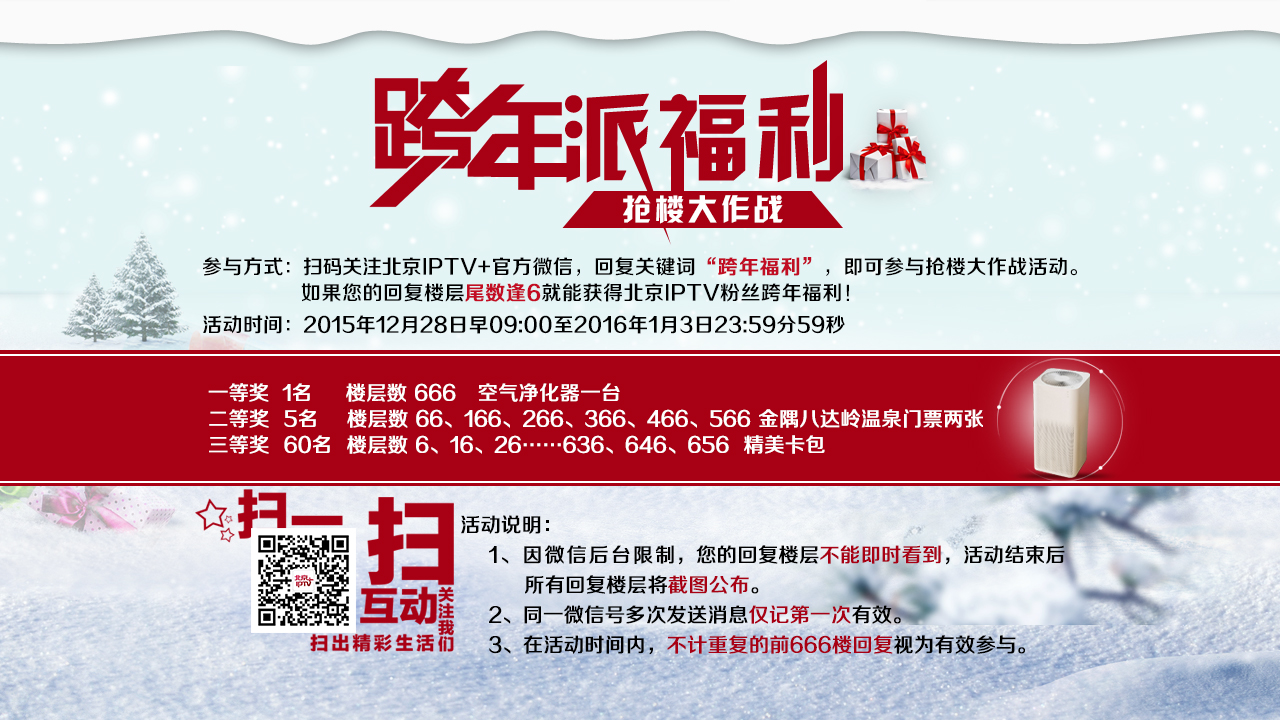 跨年派福利
抢楼大作战
参与方式：扫码关注北京IPTV+官方微信，回复关键词“跨年福利”，即可参与抢楼大作战活动。
如果您的回复楼层尾数逢6就能获得北京IPTV粉丝跨年福利！
活动时间：2015年12月28日早09:00至2016年1月3日23:59分59秒
一等奖 1名 楼层数 666 空气净化器一台
二等奖 5名 楼层数 66、166、266、366、466、566 金隅八达岭温泉门票两张
三等奖 60名 楼层数 6、16、26……636、646、656 精美卡包
扫一扫
北京IPTV
互动
关注我们
扫出精彩生活
活动说明：
1、因微信后台限制，您的回复楼层不能即时看到，活动结束后
所有回复楼层将截图公布。
2、同一微信号多次发送消息仅记第一次有效。
3、在活动时间内，不计重复的前666楼回复视为有效参与。